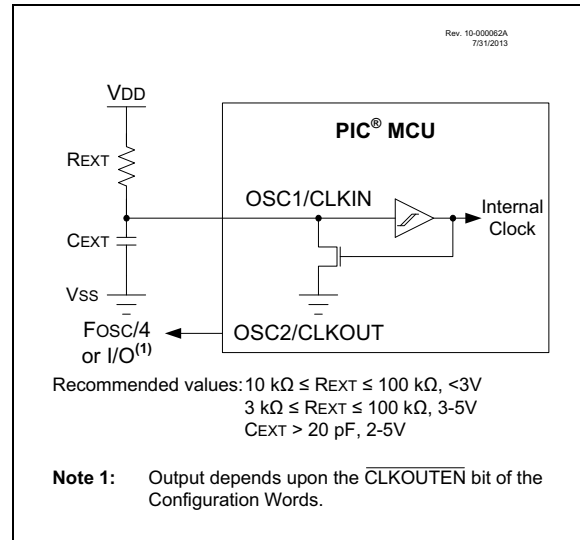 Rev. 10-000062A
7/31/2013
VDD
PIC® MCU
REXT
OSC1/CLKIN
Internal
Clock
CEXT
VSS
FOSC/4
or I/O(1)
OSC2/CLKOUT
Recommended values: 10 kΩ ≤ REXT ≤ 100 kΩ, <3V
3 kΩ ≤ REXT ≤ 100 kΩ, 3-5V
CEXT > 20 pF, 2-5V
Note 1: Output depends upon the CLKOUTEN bit of the
Configuration Words.